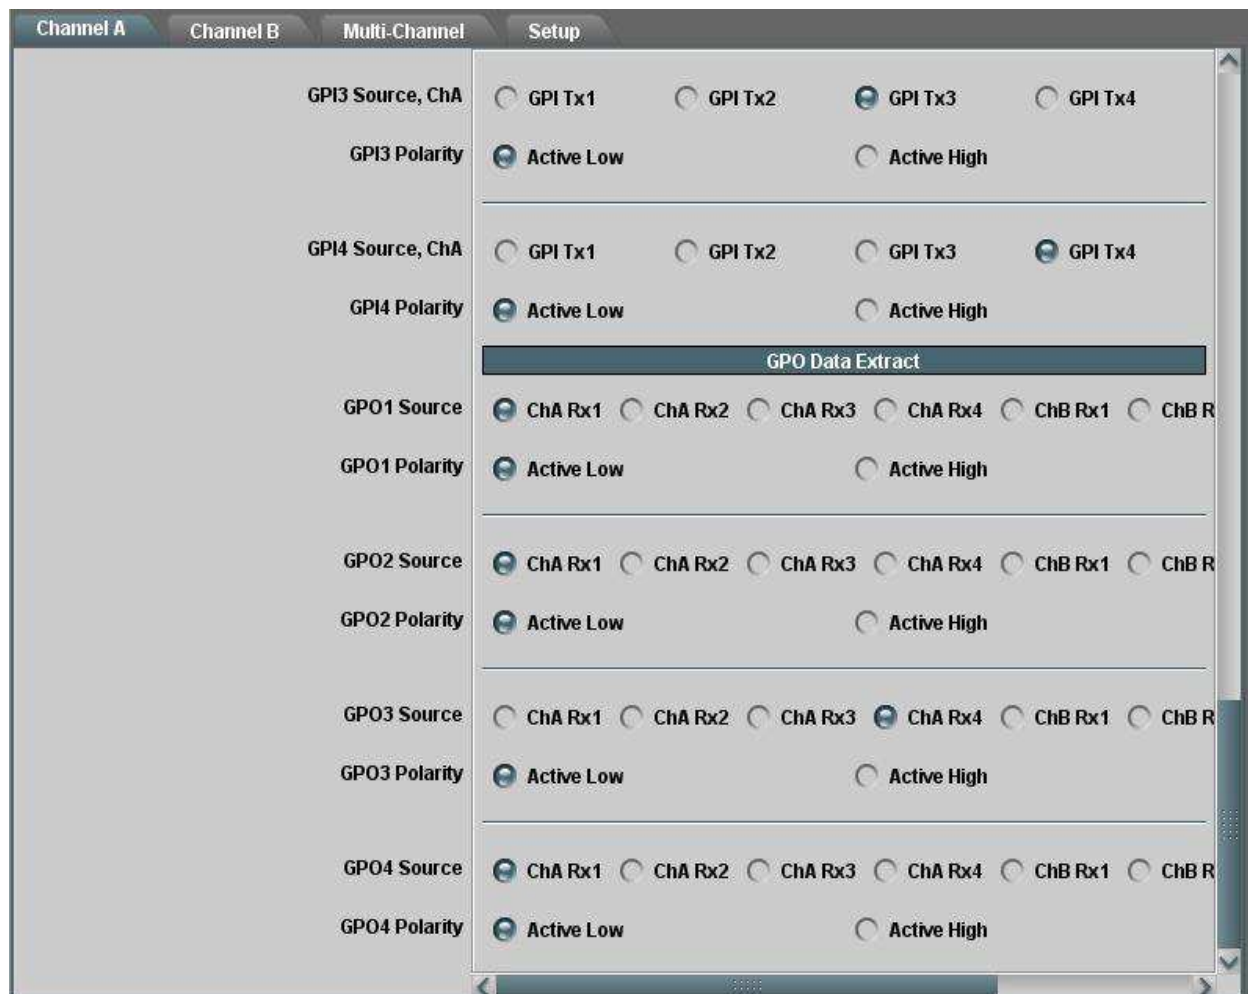 Channel A Channel B Multi-Channel Setup
GPI3 Source, ChA GPI Tx1 GPI Tx2 GPI Tx3 GPI Tx4
GPI3 Polarity Active Low Active High
GPI4 Source, ChA GPI Tx1 GPI Tx2 GPI Tx3 GPI Tx4
GPI4 Polarity Active Low Active High
GPO Data Extract
GPO1 Source ChA Rx1 ChA Rx2 ChA Rx3 ChA Rx4 ChB Rx1 ChB R
GPO1 Polarity Active Low Active High
GPO2 Source ChA Rx1 ChA Rx2 ChA Rx3 ChA Rx4 ChB Rx1 ChB R
GPO2 Polarity Active Low Active High
GPO3 Source ChA Rx1 ChA Rx2 ChA Rx3 ChA Rx4 ChB Rx1 ChB R
GPO3 Polarity Active Low Active High
GPO4 Source ChA Rx1 ChA Rx2 ChA Rx3 ChA Rx4 ChB Rx1 ChB R
GPO4 Polarity Active Low Active High